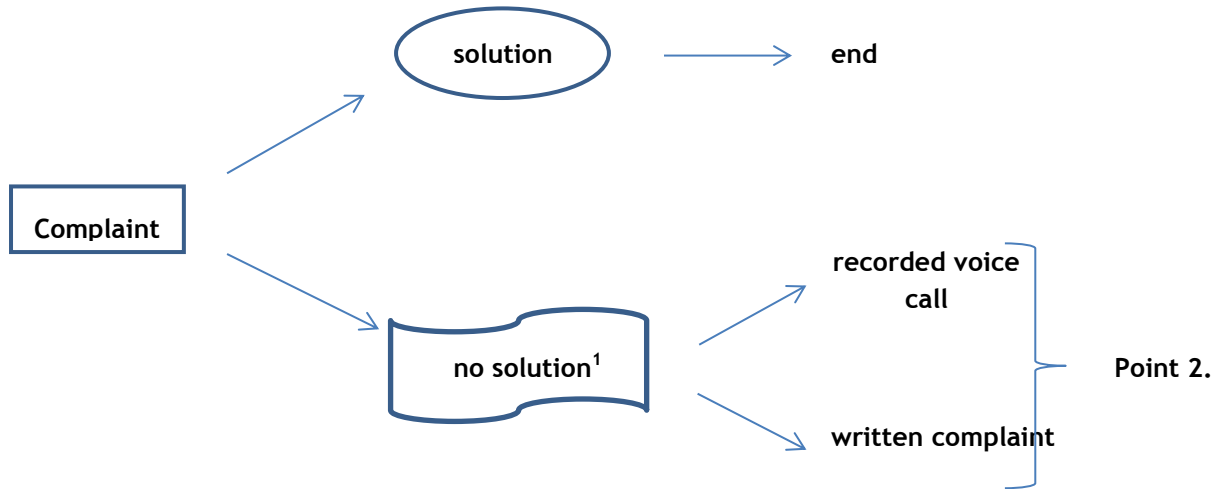 solution
end
Complaint
recorded voice
call
no solution¹
Point 2.
written complaint